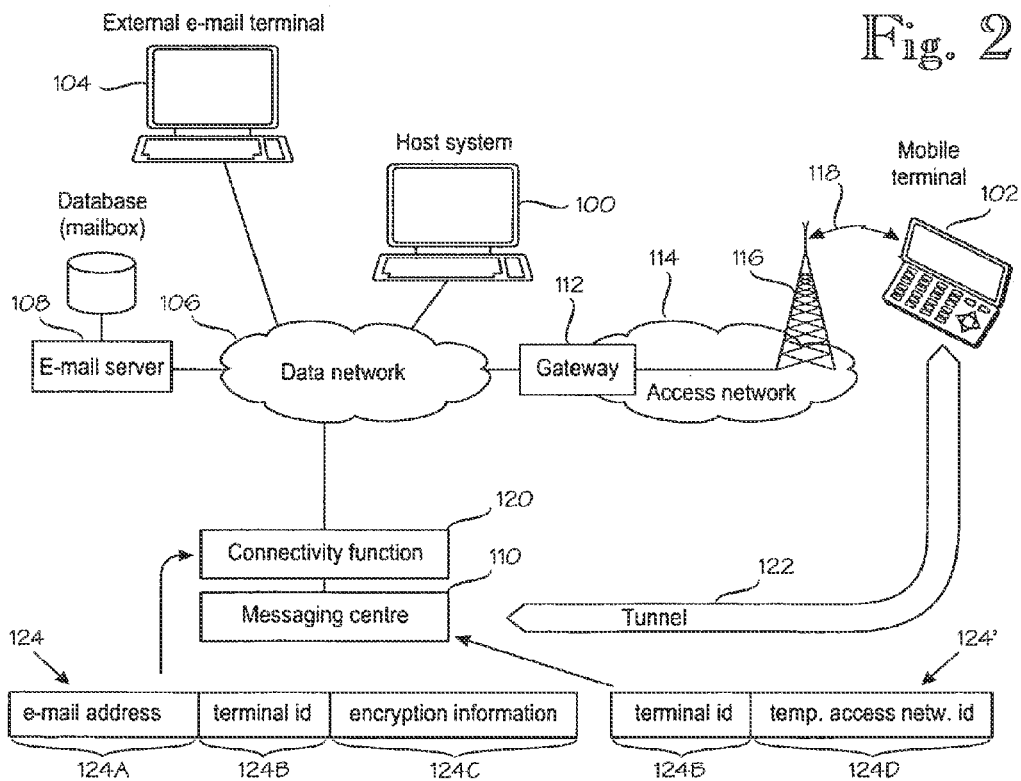 Fig. 2
External e-mail terminal
104
Host system
100
Mobile
terminal
102
118
Database
(mailbox)
108
E-mail server
106
Data network
112
Gateway
114
116
Access network
120
Connectivity function
110
Messaging centre
122
Tunnel
124
124'
e-mail address
terminal id
encryption information
terminal id
temp. access netw. id
124A
124B
124C
124B
124D